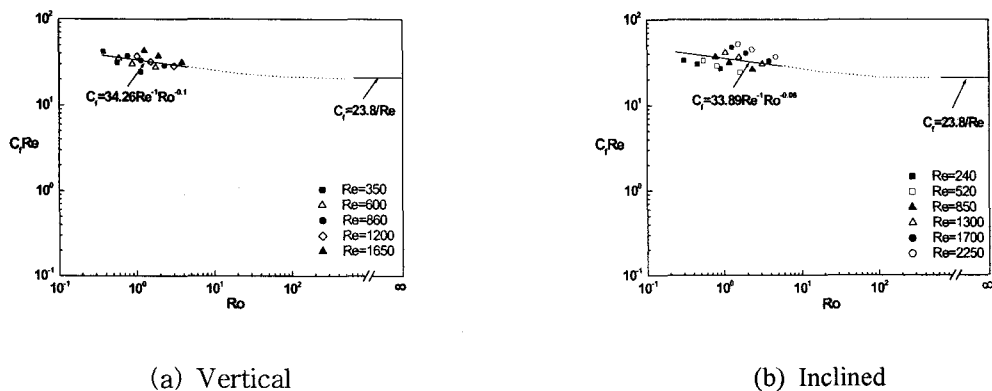 10²
10¹
10⁰
10⁻¹
C_fRe
C_f=34.26Re⁻¹Ro⁻⁰·¹
C_f=23.8/Re
Re=350
Re=600
Re=860
Re=1200
Re=1650
10⁻¹ 10⁰ 10¹ 10² ∞
Ro
(a) Vertical
10²
10¹
10⁰
10⁻¹
C_fRe
C_f=33.89Re⁻¹Ro⁻⁰·⁰⁸
C_f=23.8/Re
Re=240
Re=520
Re=850
Re=1300
Re=1700
Re=2250
10⁻¹ 10⁰ 10¹ 10² ∞
Ro
(b) Inclined